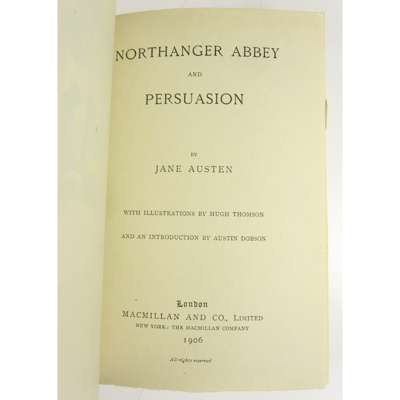 NORTHANGER ABBEY
AND
PERSUASION
BY
JANE AUSTEN
WITH ILLUSTRATIONS BY HUGH THOMSON
AND AN INTRODUCTION BY AUSTIN DOBSON
London
MACMILLAN AND CO., LIMITED
NEW YORK: THE MACMILLAN COMPANY
1906
All rights reserved